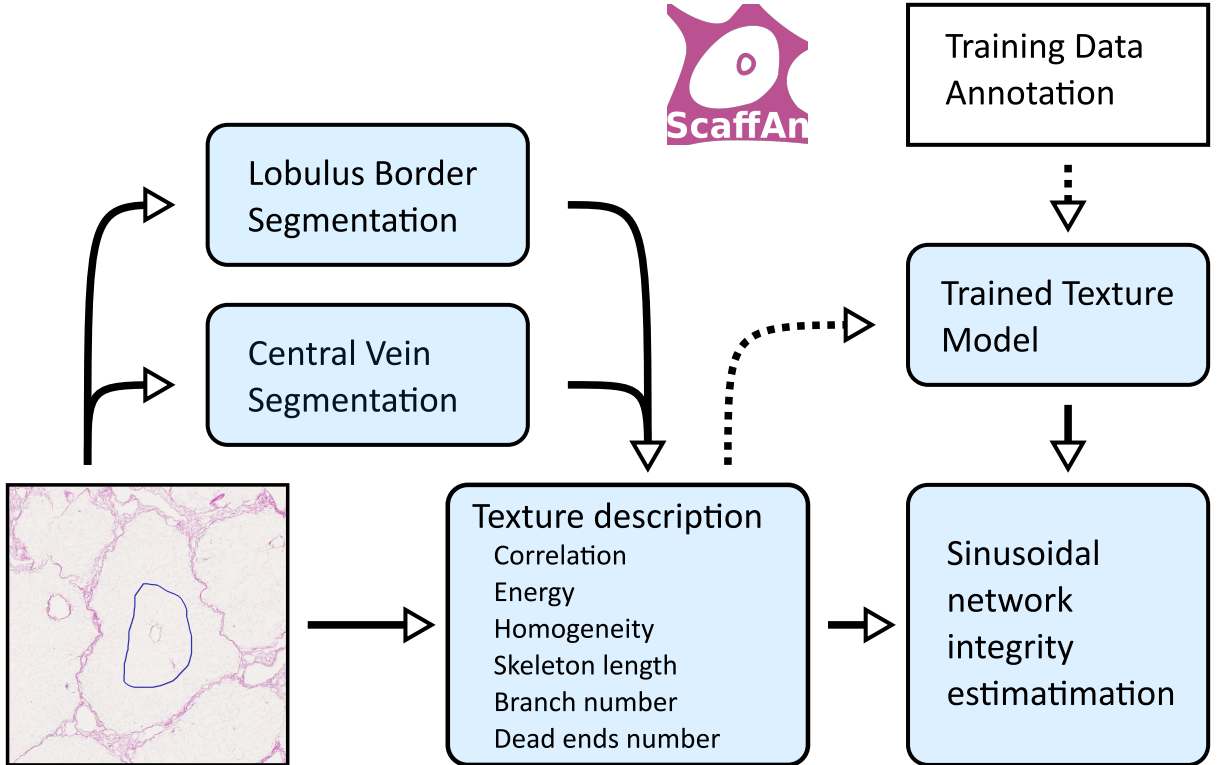 ScaffAn
Training Data
Annotation
Lobulus Border
Segmentation
Central Vein
Segmentation
Trained Texture
Model
Texture description
Correlation
Energy
Homogeneity
Skeleton length
Branch number
Dead ends number
Sinusoidal
network
integrity
estimatimation